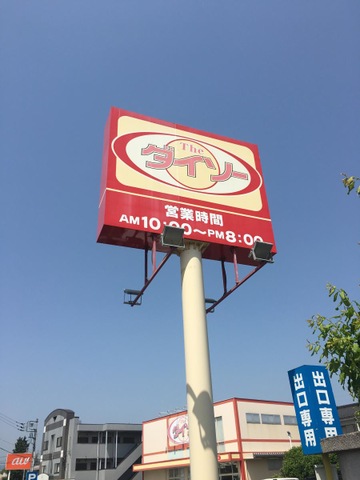 The
ダイソー
営業時間
AM10:00〜PM8:00
出口専用
出口専用
au
P